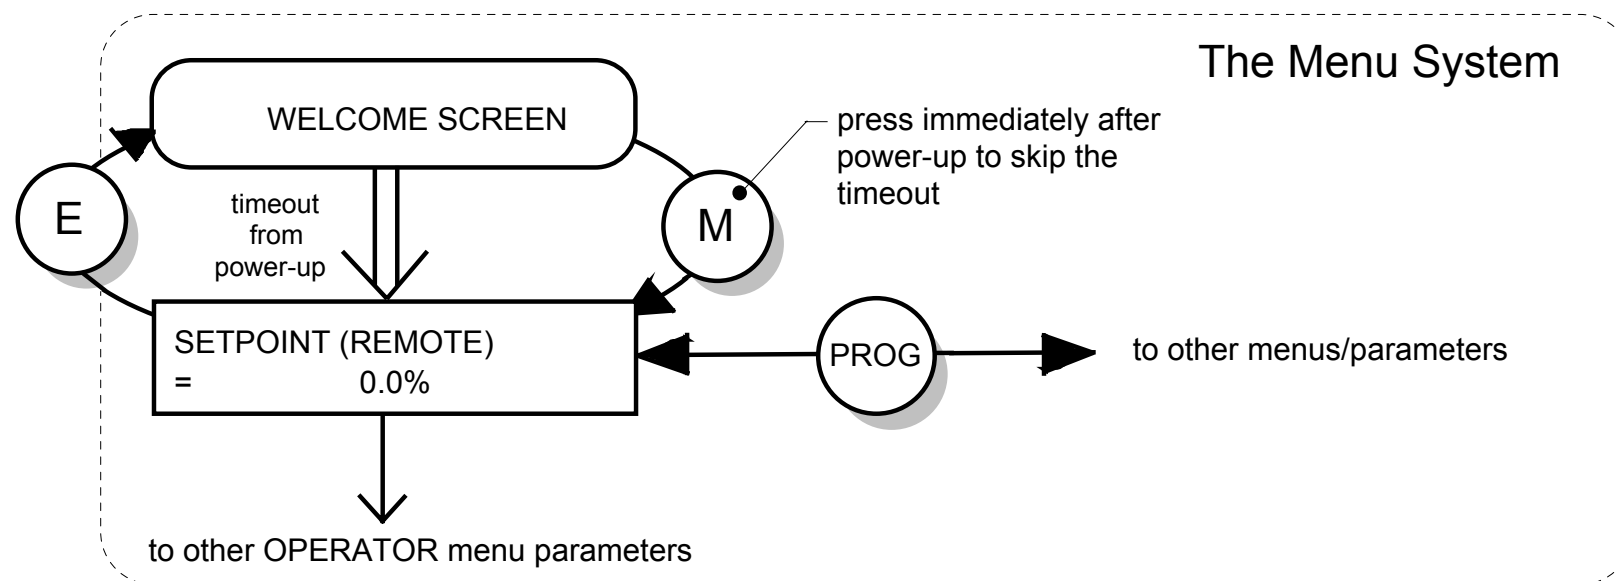 The Menu System
WELCOME SCREEN
press immediately after
power-up to skip the
timeout
E
timeout
from
power-up
M
SETPOINT (REMOTE)
= 0.0%
PROG
to other menus/parameters
to other OPERATOR menu parameters